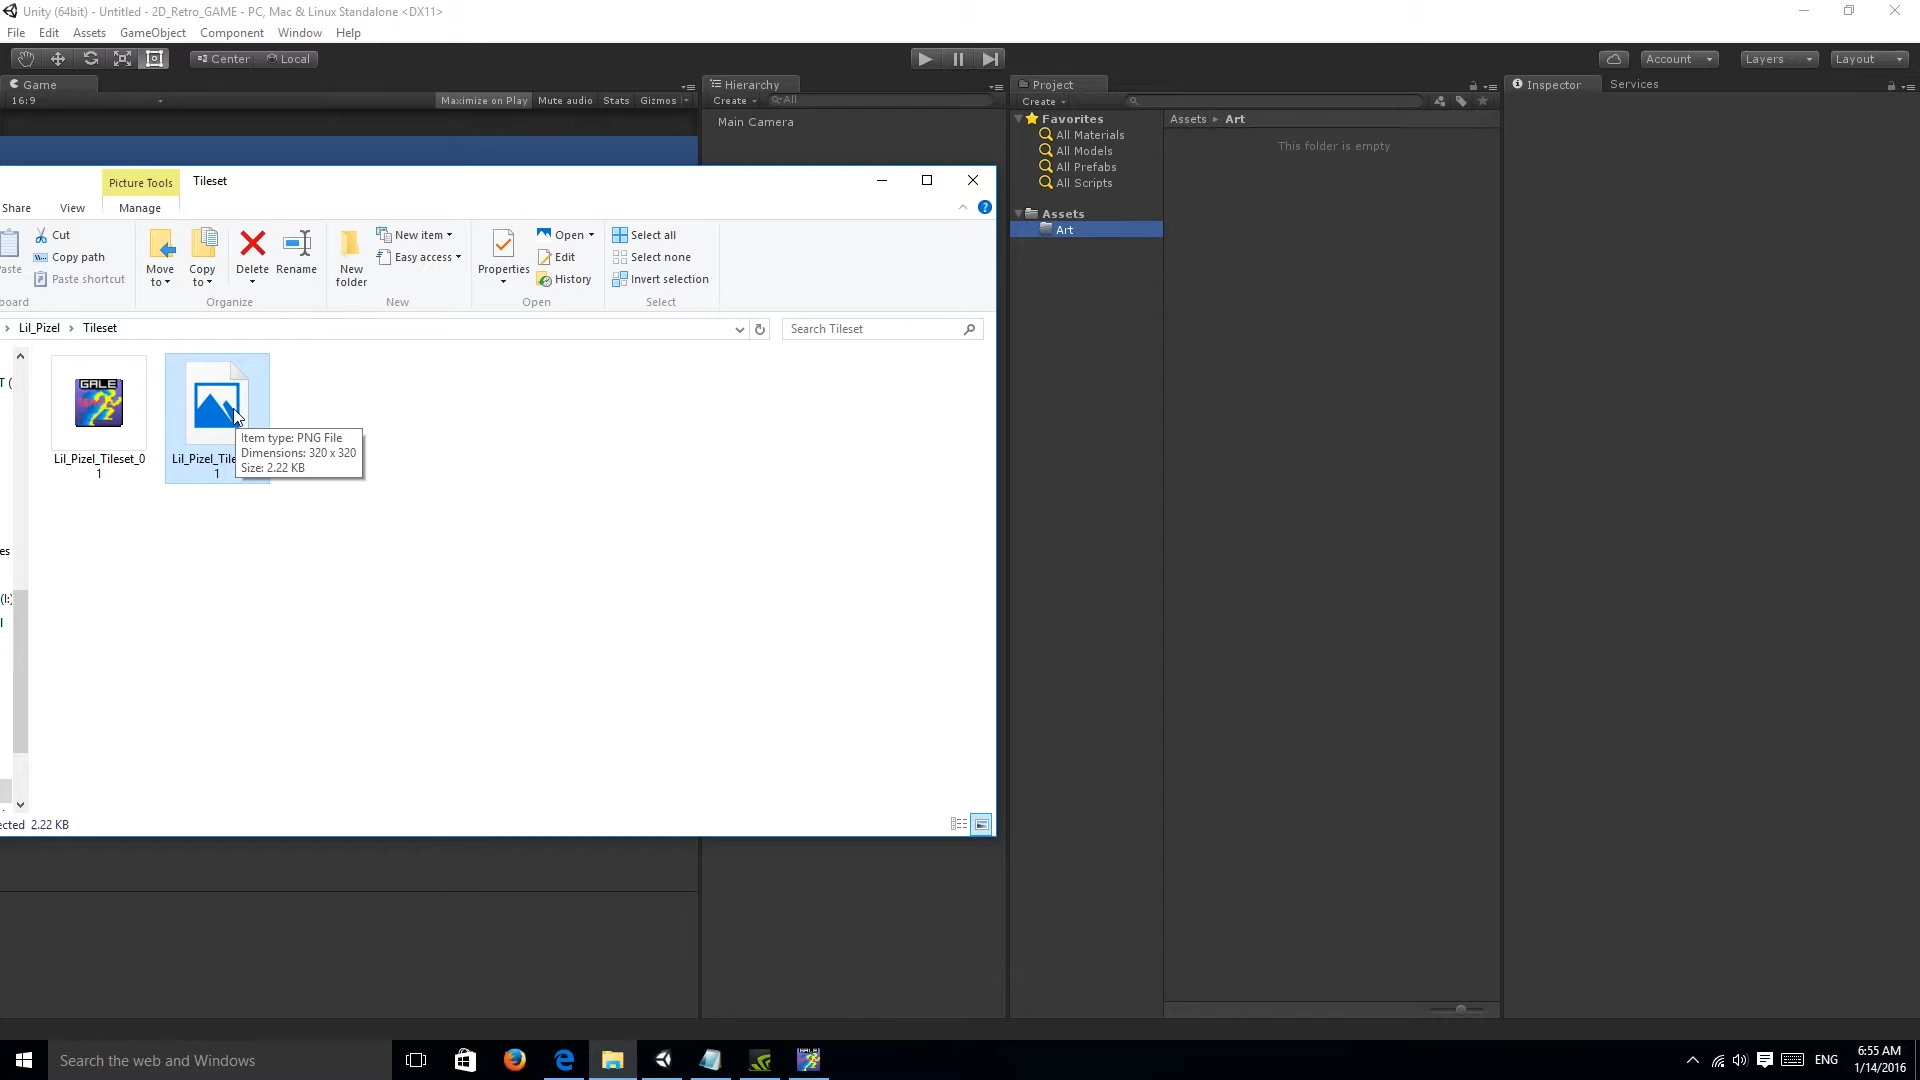 Unity (64bit) - Untitled - 2D_Retro_GAME - PC, Mac & Linux Standalone <DX11>
File Edit Assets GameObject Component Window Help
Center Local
Account
Layers
Layout
Game
Hierarchy
Project
Inspector
Services
16:9
Maximize on Play
Mute audio
Stats
Gizmos
Create
All
Create
Main Camera
Favorites
All Materials
All Models
All Prefabs
All Scripts
Assets
Art
Assets
Art
This folder is empty
Picture Tools
Tileset
Share
View
Manage
Cut
Copy path
Paste shortcut
Move to
Copy to
Delete
Rename
Organize
New folder
New item
Easy access
New
Properties
Open
Edit
History
Open
Select all
Select none
Invert selection
Select
Lil_Pizel
Tileset
Search Tileset
GALE
Lil_Pizel_Tileset_0
1
Lil_Pizel_Tile
1
Item type: PNG File
Dimensions: 320 x 320
Size: 2.22 KB
ected 2.22 KB
Search the web and Windows
ENG
6:55 AM
1/14/2016